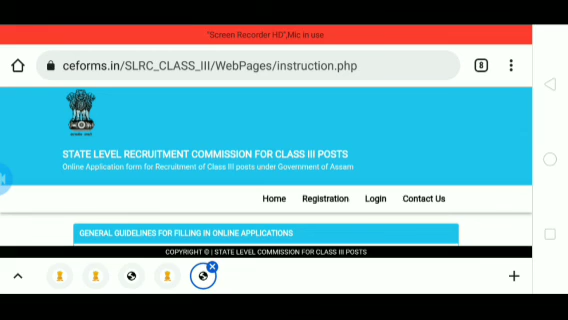 "Screen Recorder HD",Mic in use
ceforms.in/SLRC_CLASS_III/WebPages/instruction.php
8
STATE LEVEL RECRUITMENT COMMISSION FOR CLASS III POSTS
Online Application form for Recruitment of Class III posts under Government of Assam
Home Registration Login Contact Us
GENERAL GUIDELINES FOR FILLING IN ONLINE APPLICATIONS
COPYRIGHT © | STATE LEVEL COMMISSION FOR CLASS III POSTS